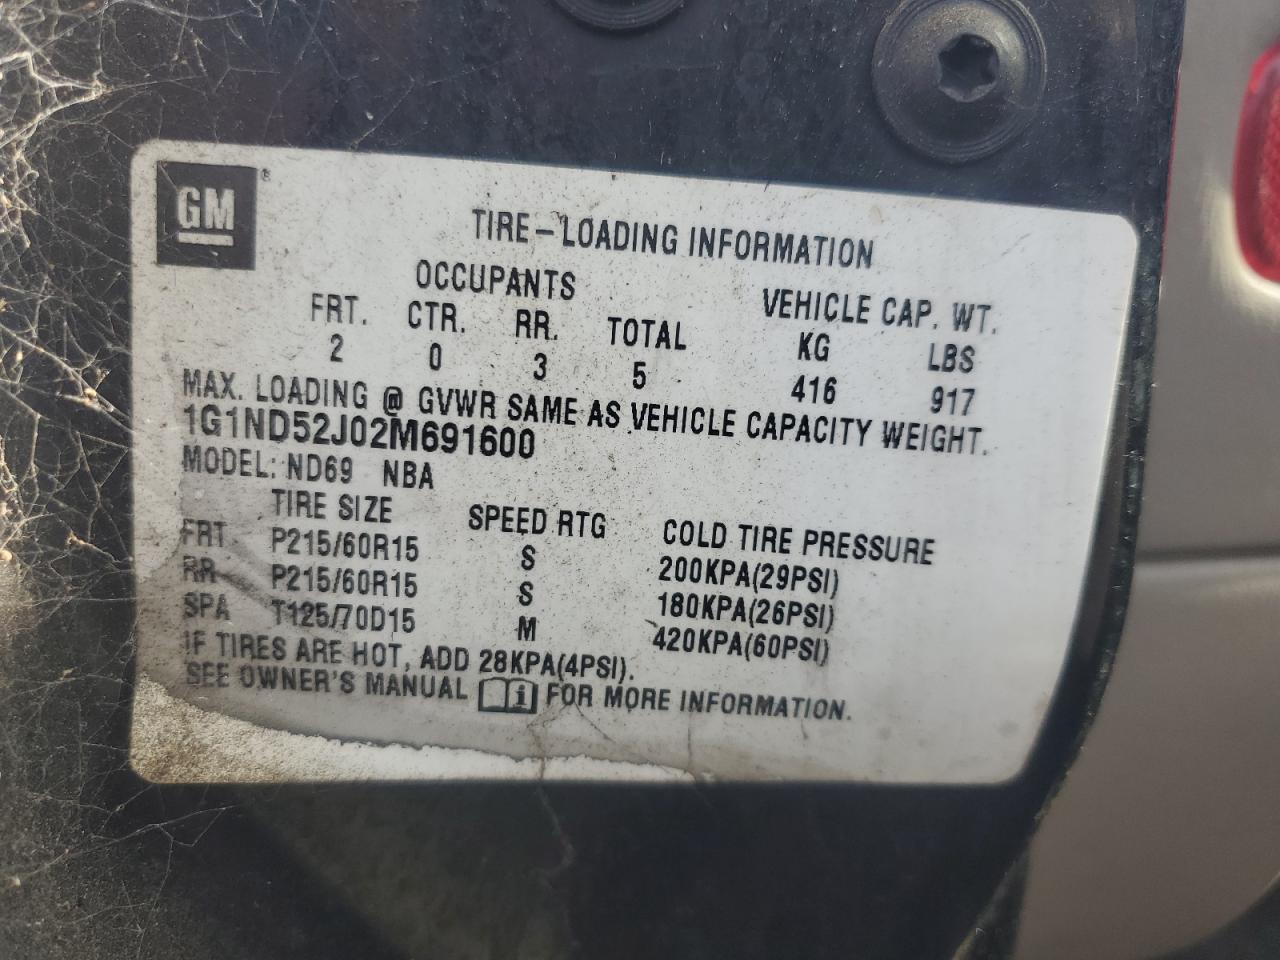 GM
TIRE-LOADING INFORMATION
OCCUPANTS VEHICLE CAP. WT.
FRT. CTR. RR. TOTAL KG LBS
2 0 3 5 416 917
MAX. LOADING @ GVWR SAME AS VEHICLE CAPACITY WEIGHT.
1G1ND52J02M691600
MODEL: ND69 NBA
TIRE SIZE SPEED RTG COLD TIRE PRESSURE
FRT P215/60R15 S 200KPA(29PSI)
RR P215/60R15 S 180KPA(26PSI)
SPA T125/70D15 M 420KPA(60PSI)
IF TIRES ARE HOT, ADD 28KPA(4PSI).
SEE OWNER'S MANUAL i FOR MORE INFORMATION.